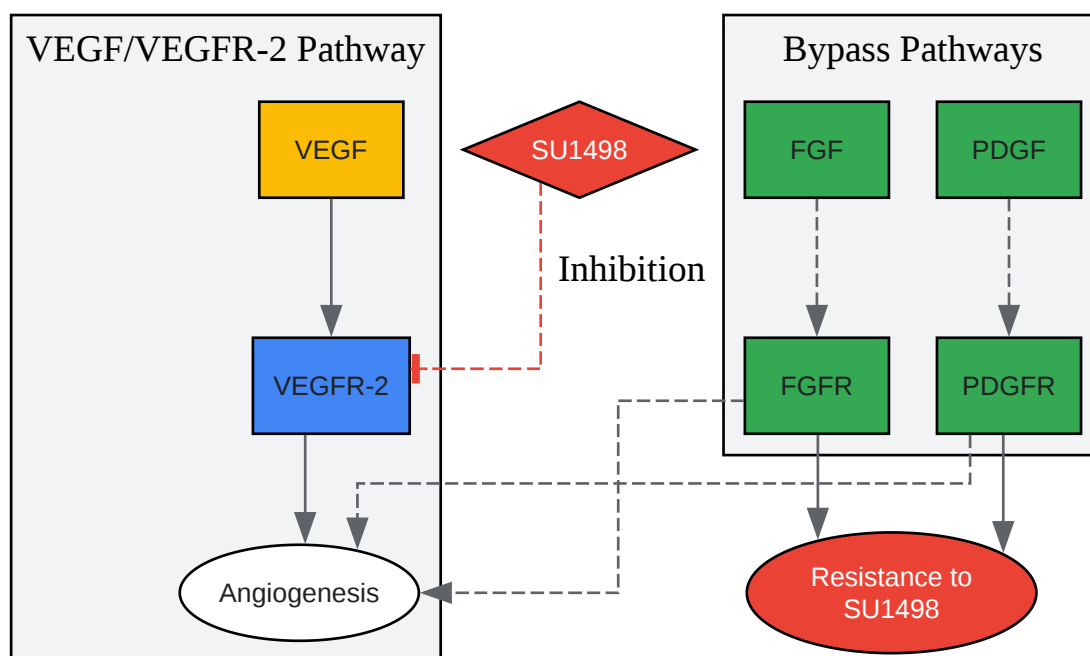 VEGF/VEGFR-2 Pathway
Bypass Pathways
VEGF
SU1498
FGF
PDGF
Inhibition
VEGFR-2
FGFR
PDGFR
Angiogenesis
Resistance to
SU1498